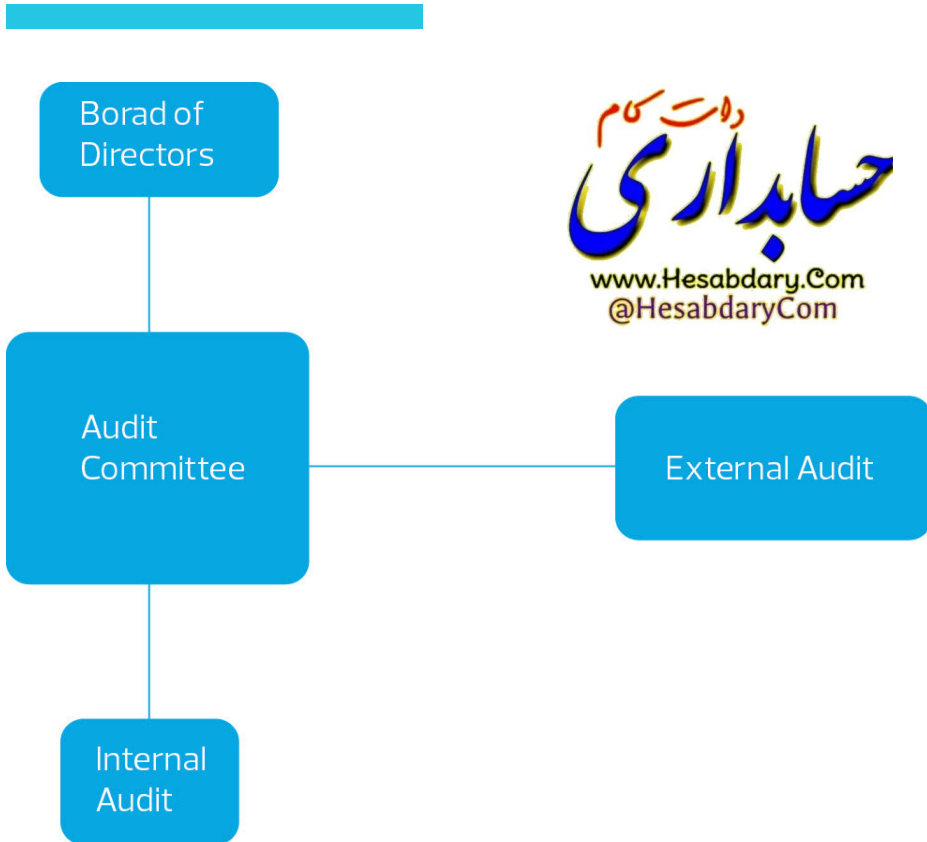 Borad of
Directors
دات کام
حسابداری
www.Hesabdary.Com
@HesabdaryCom
Audit
Committee
External Audit
Internal
Audit